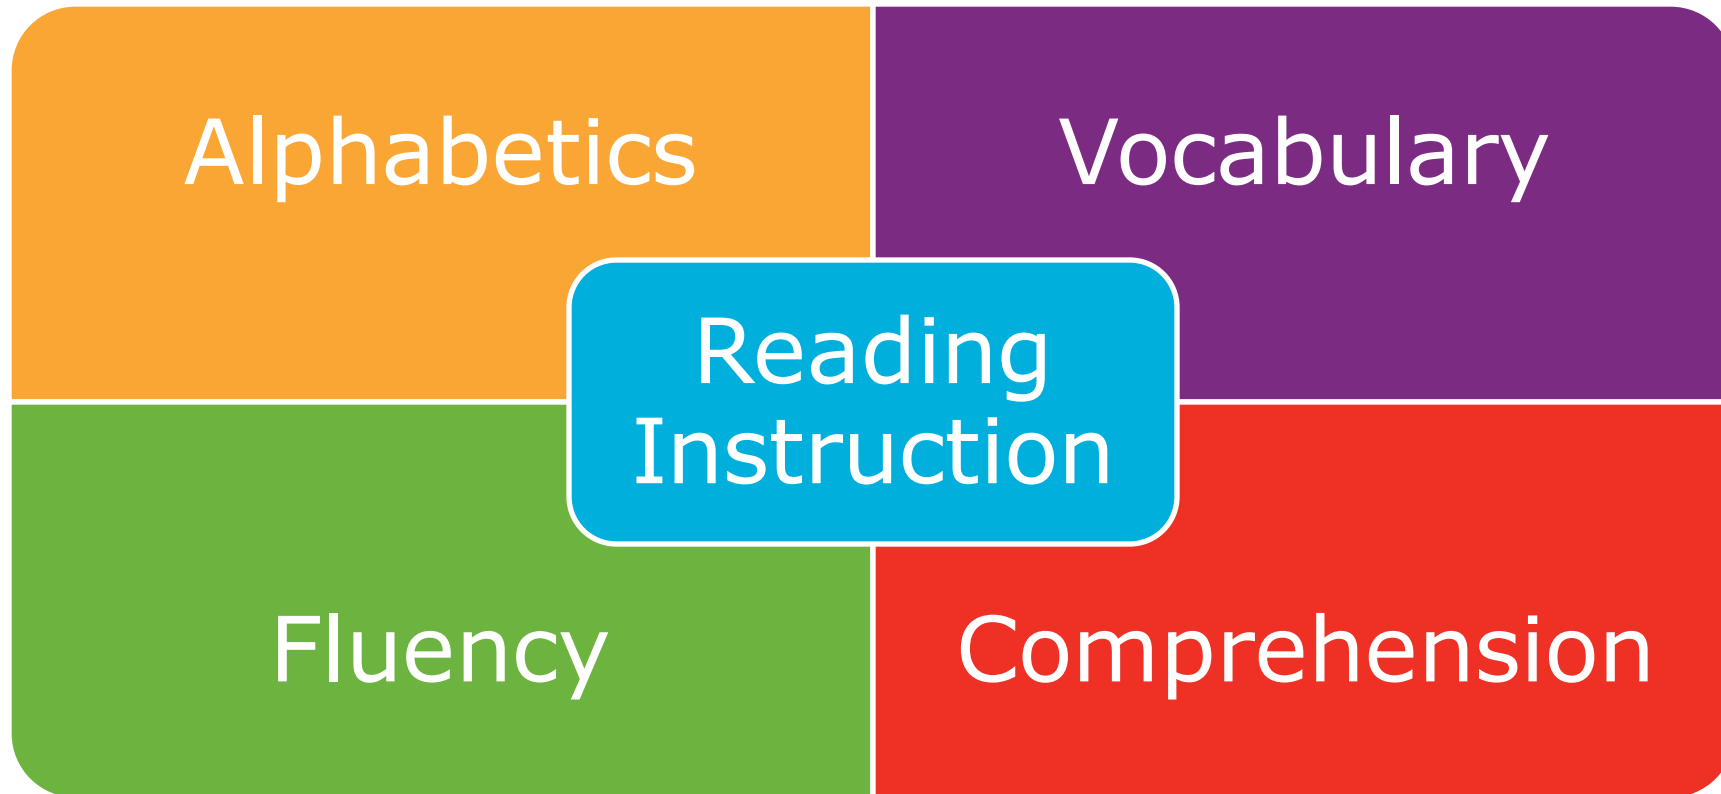 Alphabetics
Vocabulary
Reading
Instruction
Fluency
Comprehension